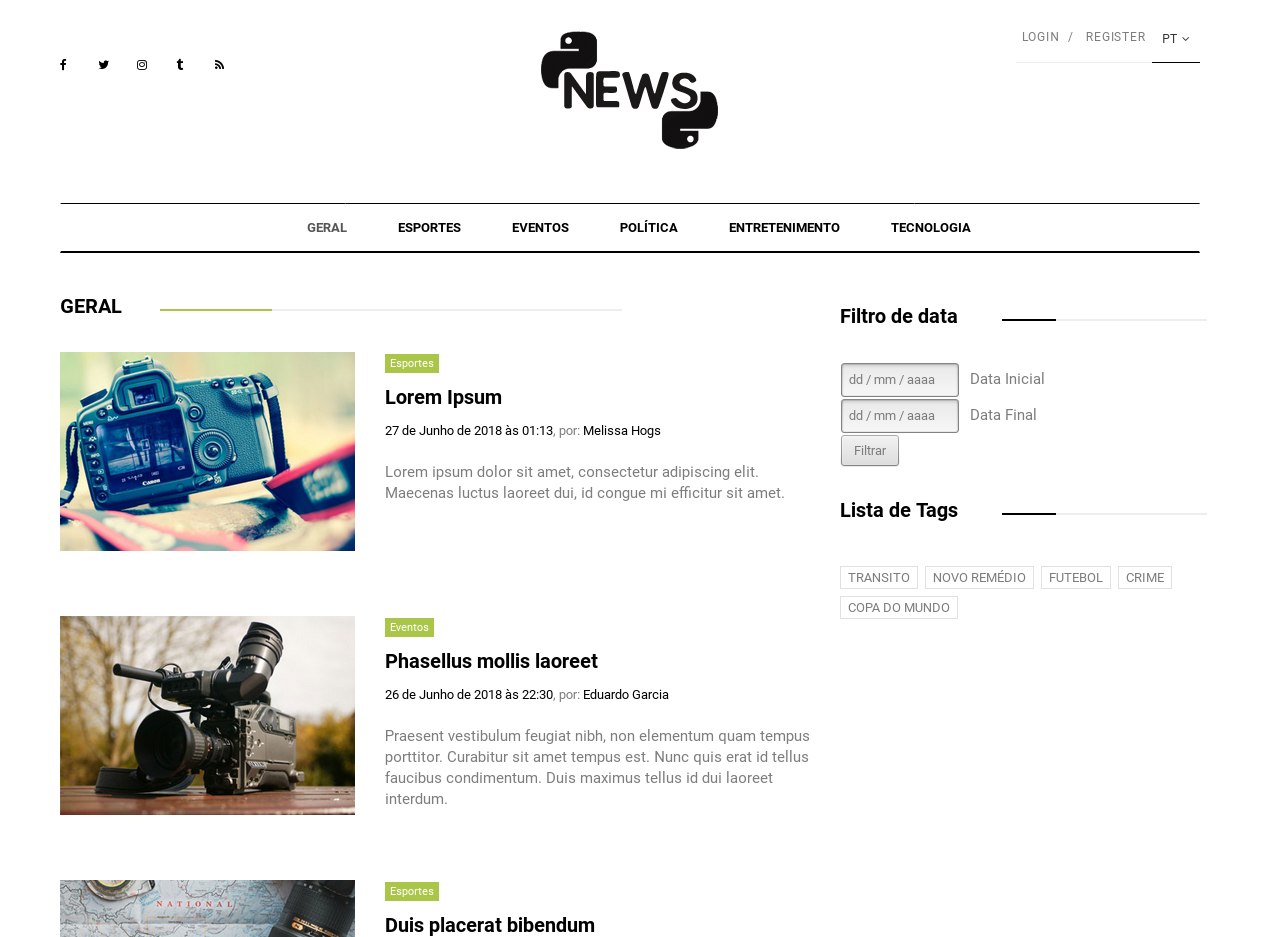 LOGIN / REGISTER PT
NEWS
GERAL ESPORTES EVENTOS POLÍTICA ENTRETENIMENTO TECNOLOGIA
GERAL
Esportes
Lorem Ipsum
27 de Junho de 2018 às 01:13, por: Melissa Hogs
Lorem ipsum dolor sit amet, consectetur adipiscing elit.
Maecenas luctus laoreet dui, id congue mi efficitur sit amet.
Canon
Eventos
Phasellus mollis laoreet
26 de Junho de 2018 às 22:30, por: Eduardo Garcia
Praesent vestibulum feugiat nibh, non elementum quam tempus
porttitor. Curabitur sit amet tempus est. Nunc quis erat id tellus
faucibus condimentum. Duis maximus tellus id dui laoreet
interdum.
NATIONAL
Esportes
Duis placerat bibendum
Filtro de data
dd / mm / aaaa Data Inicial
dd / mm / aaaa Data Final
Filtrar
Lista de Tags
TRANSITO NOVO REMÉDIO FUTEBOL CRIME
COPA DO MUNDO